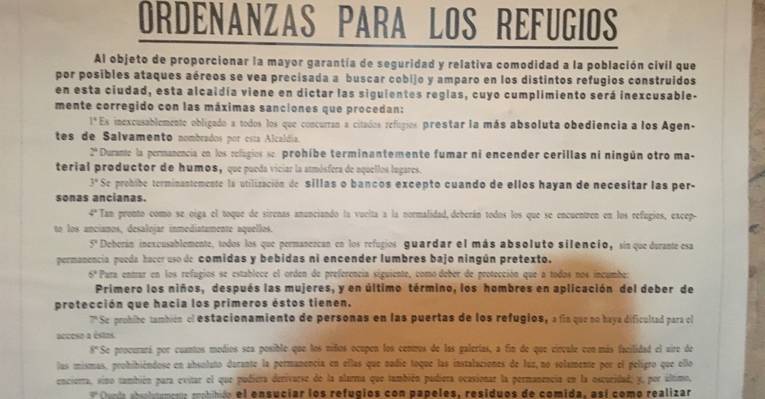 ORDENANZAS PARA LOS REFUGIOS
Al objeto de proporcionar la mayor garantía de seguridad y relativa comodidad a la población civil que
por posibles ataques aéreos se vea precisada a buscar cobijo y amparo en los distintos refugios construidos
en esta ciudad, esta alcaldía viene en dictar las siguientes reglas, cuyo cumplimiento será inexcusable-
mente corregido con las máximas sanciones que procedan:
1ª Es inexcusablemente obligado a todos los que concurran a citados refugios prestar la más absoluta obediencia a los Agen-
tes de Salvamento nombrados por esta Alcaldía.
2ª Durante la permanencia en los refugios se prohíbe terminantemente fumar ni encender cerillas ni ningún otro ma-
terial productor de humos, que pueda viciar la atmósfera de aquellos lugares.
3ª Se prohibe terminantemente la utilización de sillas o bancos excepto cuando de ellos hayan de necesitar las per-
sonas ancianas.
4ª Tan pronto como se oiga el toque de sirenas anunciando la vuelta a la normalidad, deberán todos los que se encuentren en los refugios, excep-
to los ancianos, desalojar inmediatamente aquellos.
5ª Deberán inexcusablemente, todos los que permanezcan en los refugios guardar el más absoluto silencio, sin que durante esa
permanencia pueda hacer uso de comidas y bebidas ni encender lumbres bajo ningún pretexto.
6ª Para entrar en los refugios se establece el orden de preferencia siguiente, como deber de protección que a todos nos incumbe:
Primero los niños, después las mujeres, y en último término, los hombres en aplicación del deber de
protección que hacia los primeros éstos tienen.
7ª Se prohibe también el estacionamiento de personas en las puertas de los refugios, a fin que no haya dificultad para el
acceso a éstos.
8ª Se procurará por cuantos medios sea posible que los niños ocupen los centros de las galerías, a fin de que circule con más facilidad el aire de
las mismas, prohibiéndose en absoluto durante la permanencia en ellas que nadie toque las instalaciones de luz, no solamente por el peligro que ello
encierra, sino también para evitar el que pudiera derivarse de la alarma que también pudiera ocasionar la permanencia en la oscuridad; y, por último,
9ª Queda absolutamente prohibido el ensuciar los refugios con papeles, residuos de comida, así como realizar